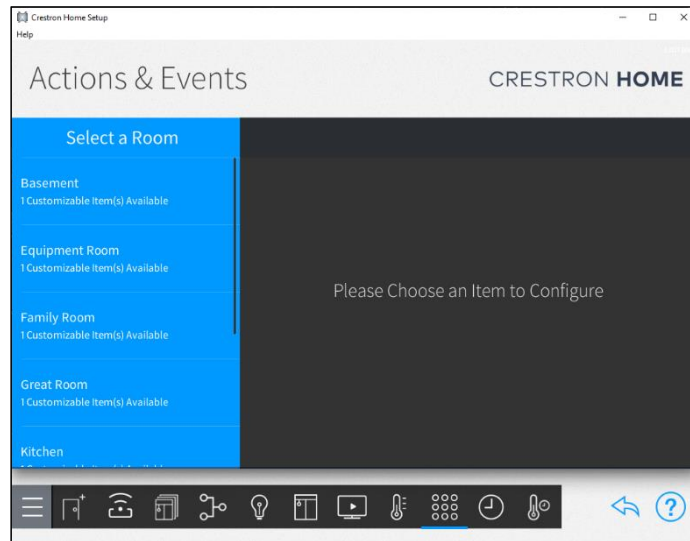 Crestron Home Setup
Help
Actions & Events
CRESTRON HOME
Select a Room
Basement
1 Customizable Item(s) Available
Equipment Room
1 Customizable Item(s) Available
Please Choose an Item to Configure
Family Room
1 Customizable Item(s) Available
Great Room
1 Customizable Item(s) Available
Kitchen
?